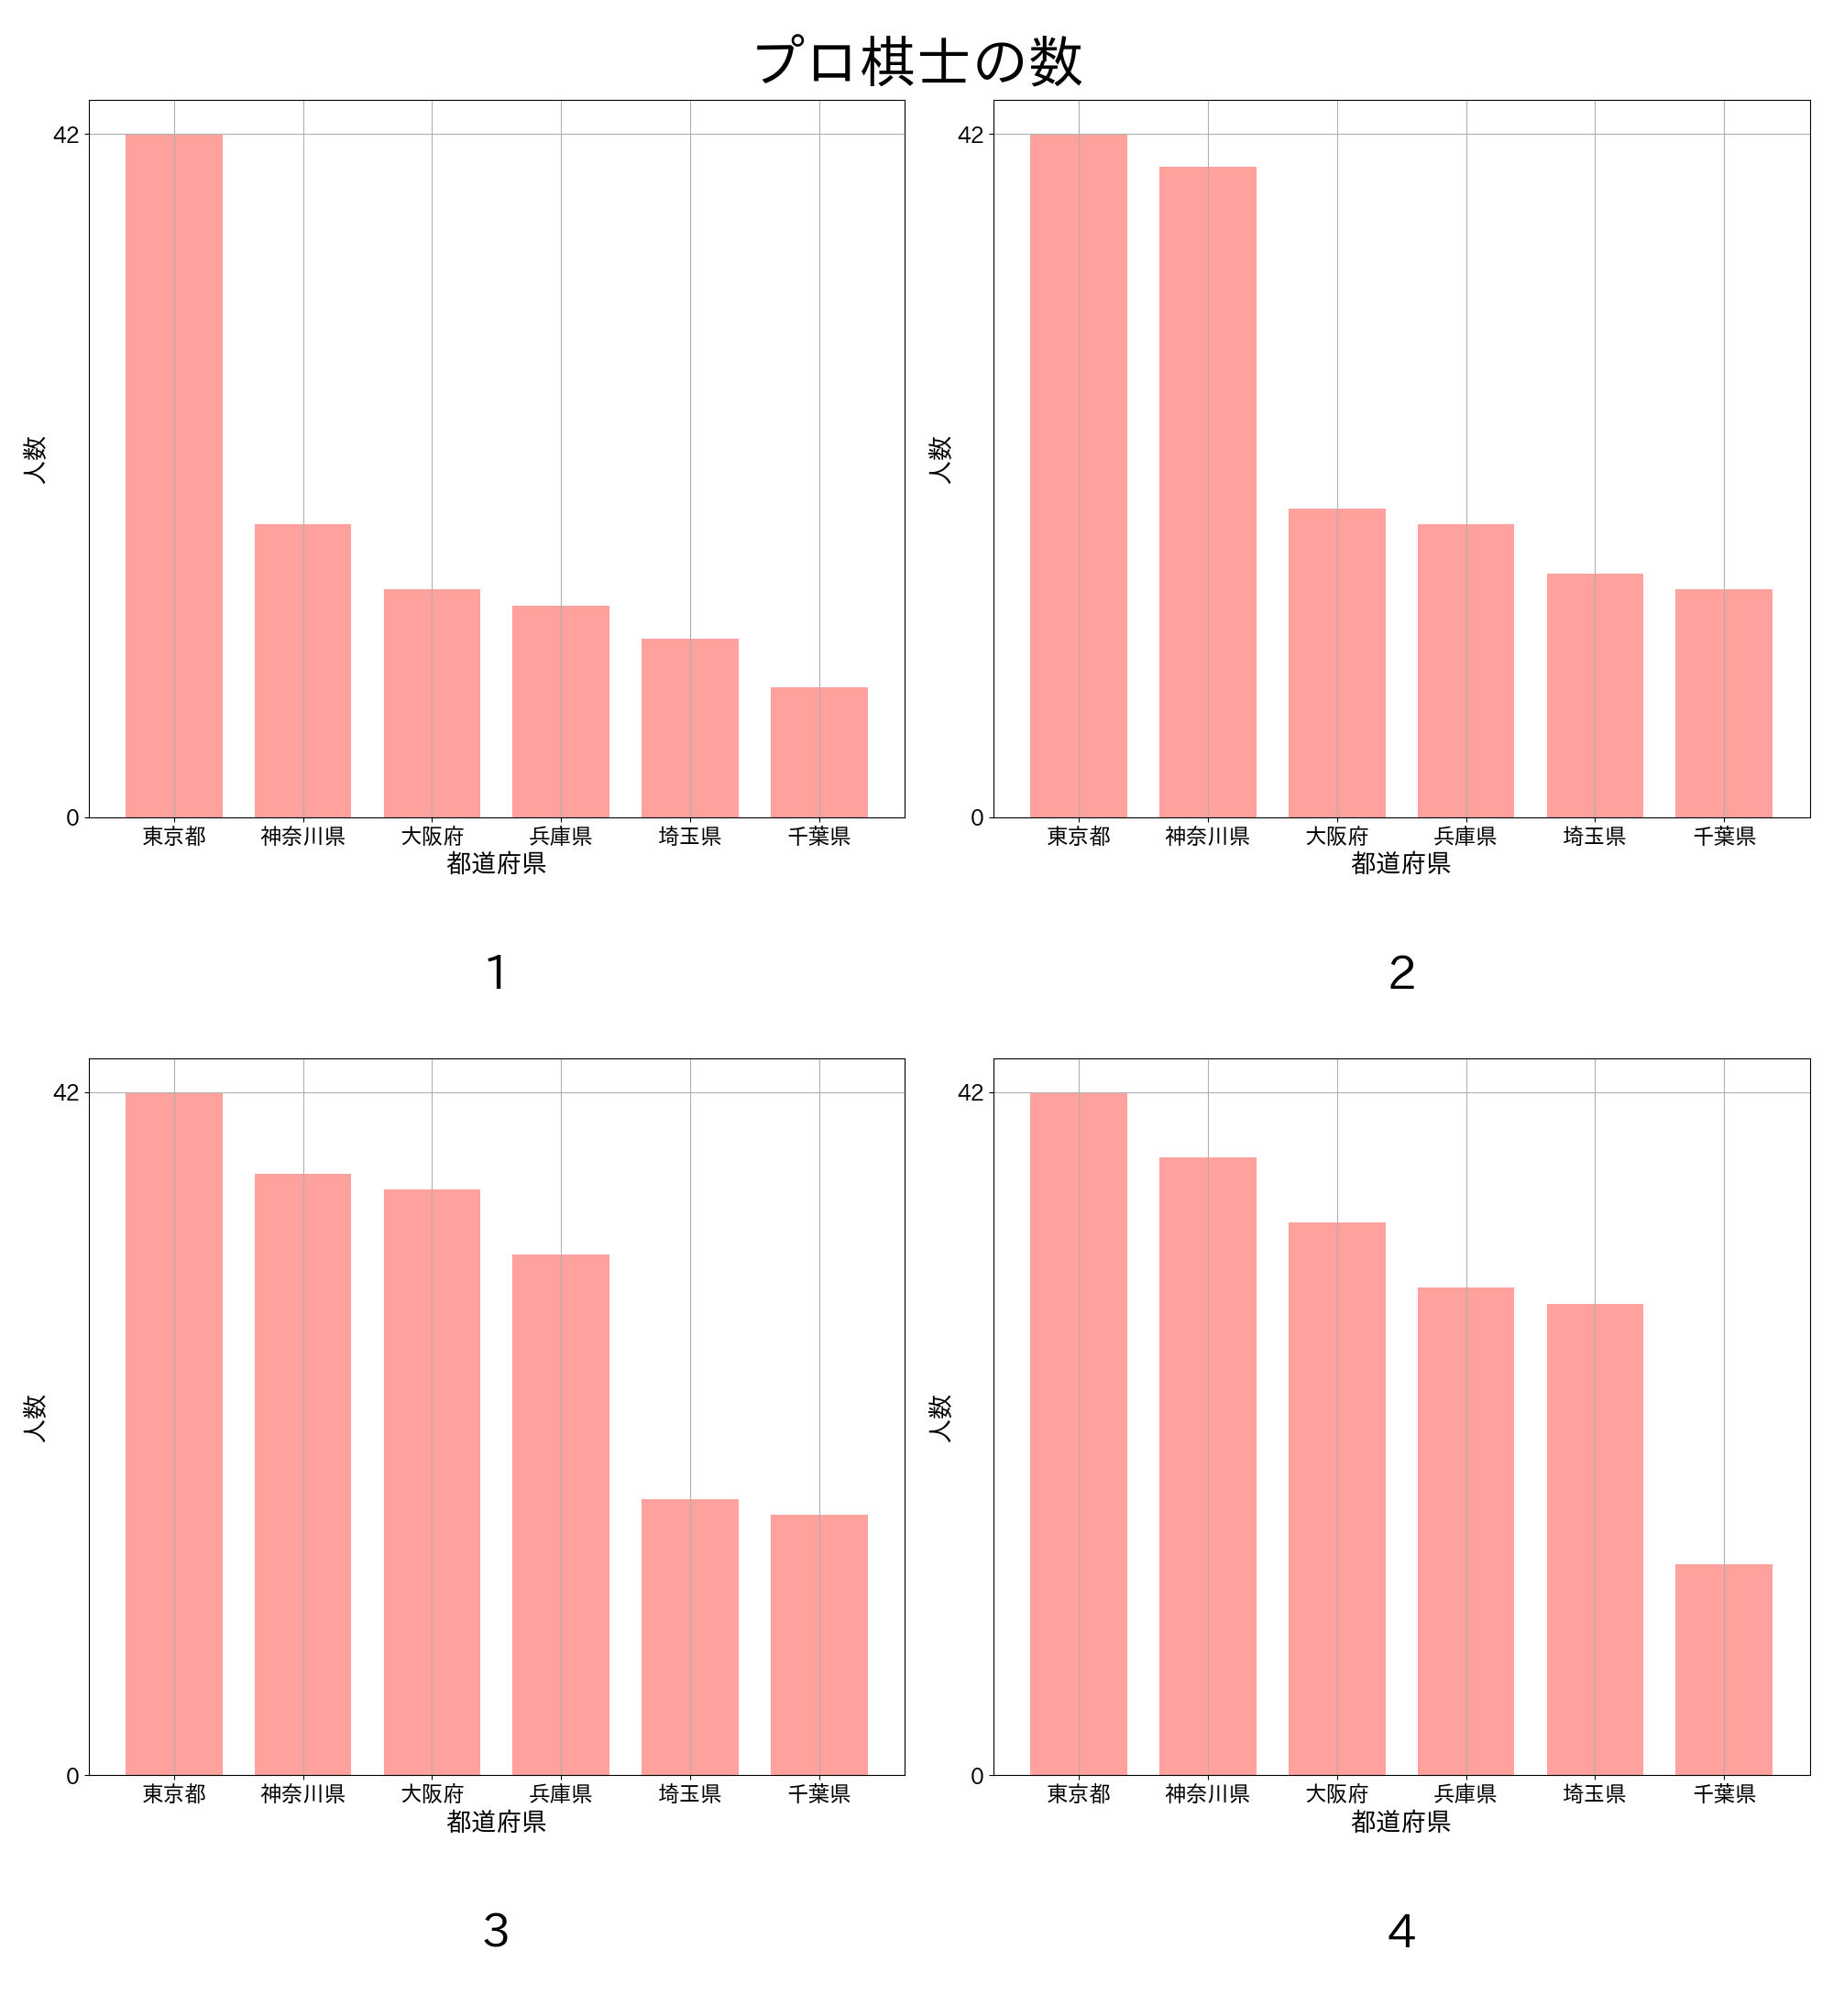 プロ棋士の数
42
0
人数
東京都 神奈川県 大阪府 兵庫県 埼玉県 千葉県
都道府県
1
42
0
人数
東京都 神奈川県 大阪府 兵庫県 埼玉県 千葉県
都道府県
2
42
0
人数
東京都 神奈川県 大阪府 兵庫県 埼玉県 千葉県
都道府県
3
42
0
人数
東京都 神奈川県 大阪府 兵庫県 埼玉県 千葉県
都道府県
4